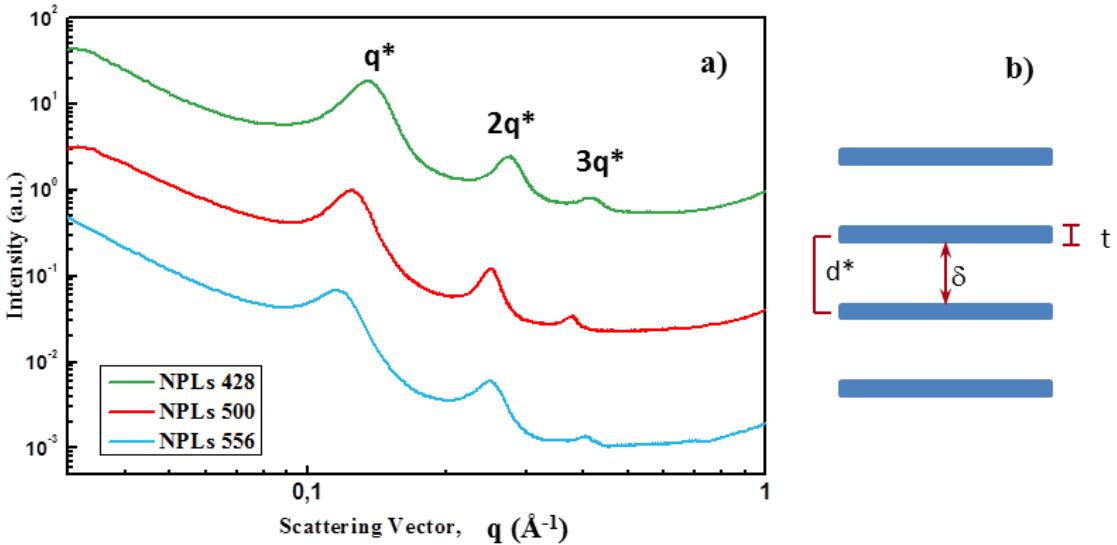 a)
b)
q*
2q*
3q*
10²
10¹
10⁰
10⁻¹
10⁻²
10⁻³
Intensity (a.u.)
NPLs 428
NPLs 500
NPLs 556
0,1
1
Scattering Vector, q (Å⁻¹)
t
d*
δ